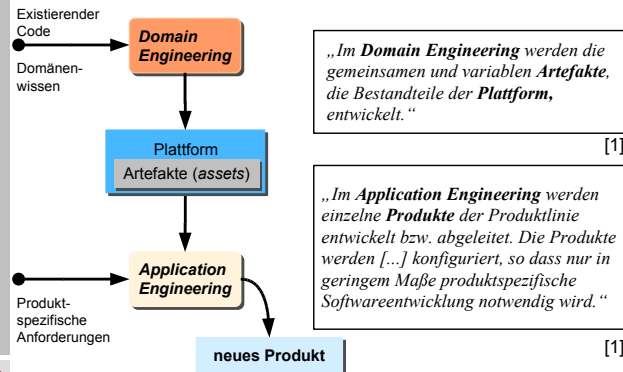 Existierender
Code
Domänen-
wissen
Domain
Engineering
Plattform
Artefakte (assets)
Application
Engineering
Produkt-
spezifische
Anforderungen
neues Produkt
„Im Domain Engineering werden die
gemeinsamen und variablen Artefakte,
die Bestandteile der Plattform,
entwickelt.“
[1]
„Im Application Engineering werden
einzelne Produkte der Produktlinie
entwickelt bzw. abgeleitet. Die Produkte
werden [...] konfiguriert, so dass nur in
geringem Maße produktspezifische
Softwareentwicklung notwendig wird.“
[1]